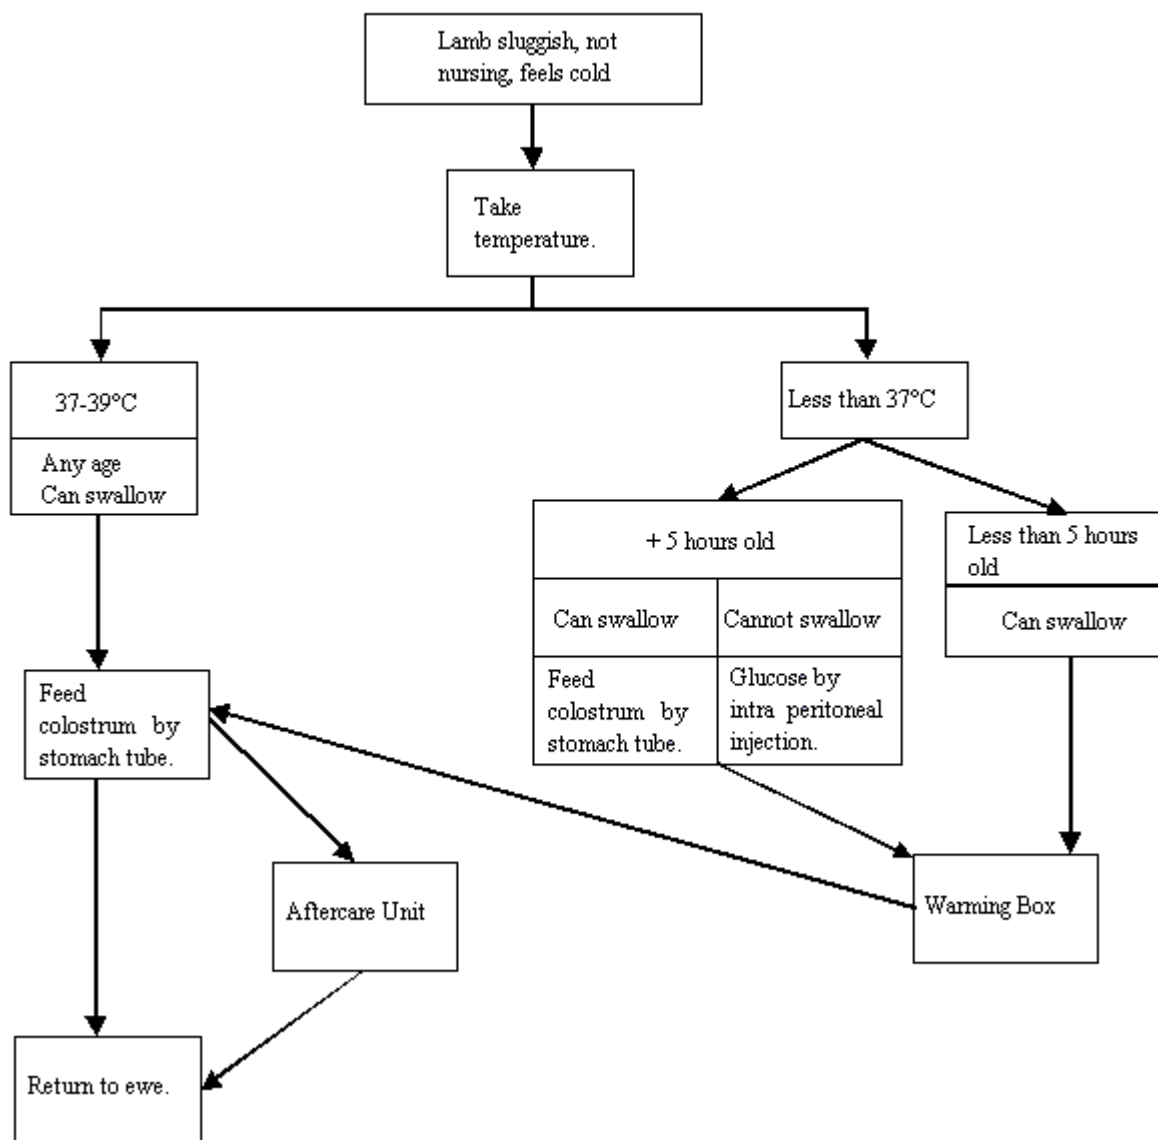 Lamb sluggish, not
nursing, feels cold
Take
temperature.
37-39°C
Any age
Can swallow
Less than 37°C
+ 5 hours old
Can swallow
Cannot swallow
Feed
colostrum by
stomach tube.
Glucose by
intra peritoneal
injection.
Less than 5 hours
old
Can swallow
Feed
colostrum by
stomach tube.
Aftercare Unit
Warming Box
Return to ewe.